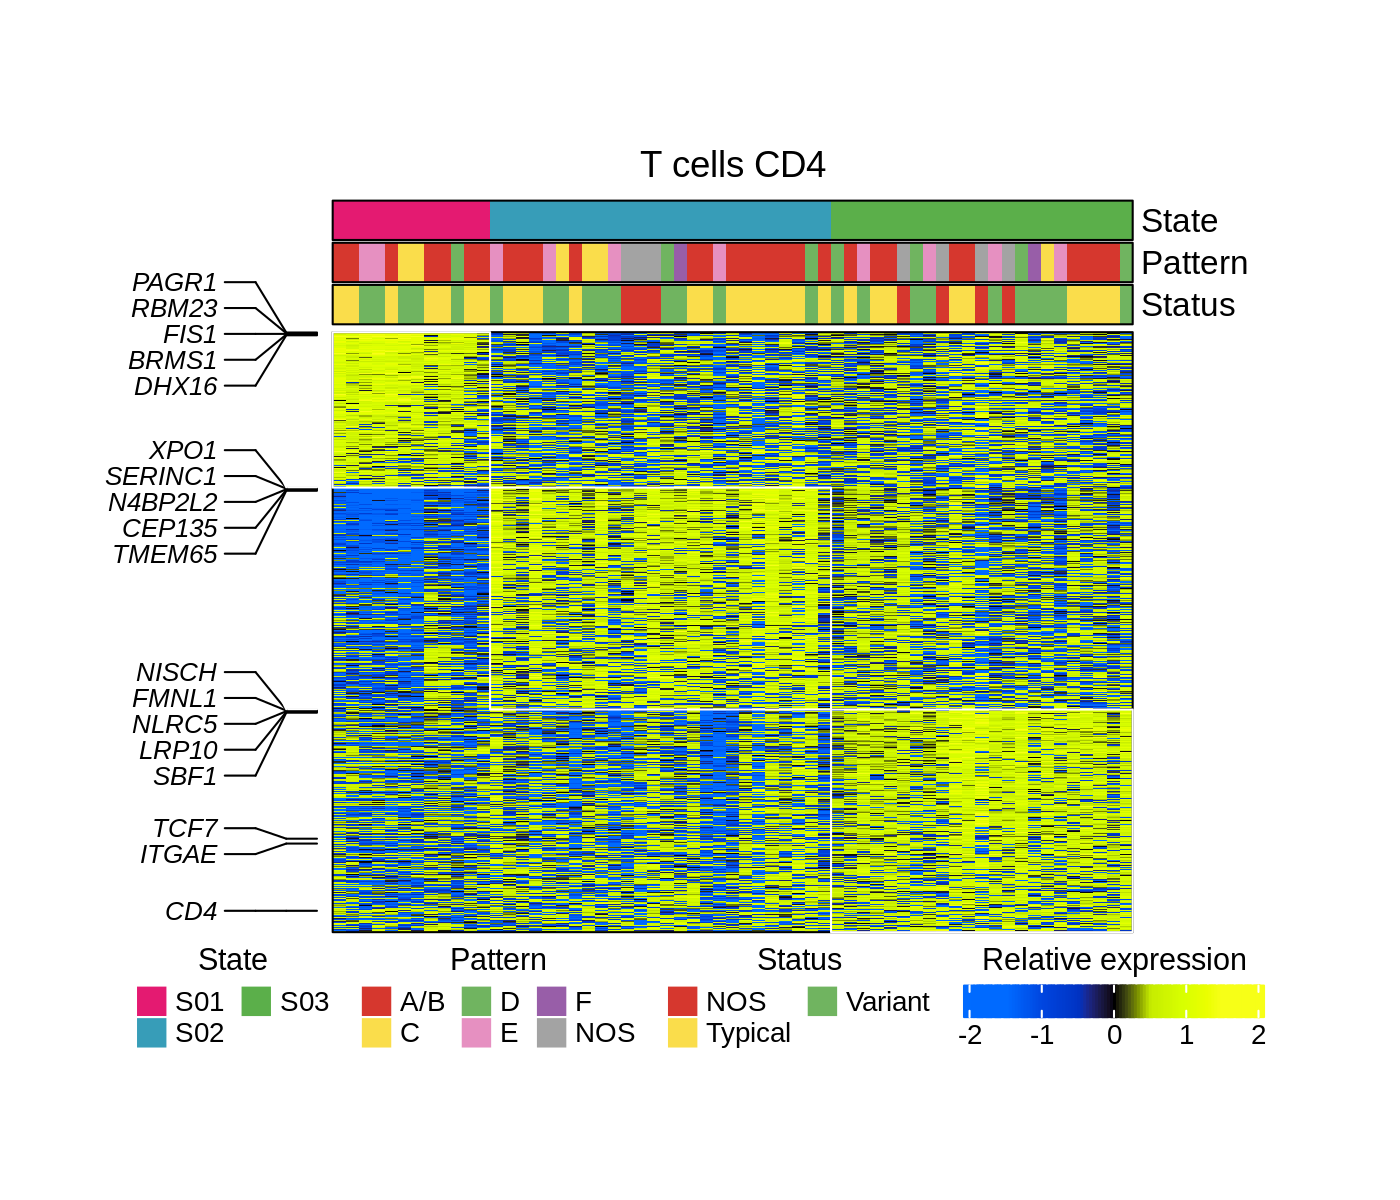 T cells CD4
State
Pattern
Status
PAGR1
RBM23
FIS1
BRMS1
DHX16
XPO1
SERINC1
N4BP2L2
CEP135
TMEM65
NISCH
FMNL1
NLRC5
LRP10
SBF1
TCF7
ITGAE
CD4
State
S01
S03
S02
Pattern
A/B
D
F
C
E
NOS
Status
NOS
Variant
Typical
Relative expression
-2 -1 0 1 2